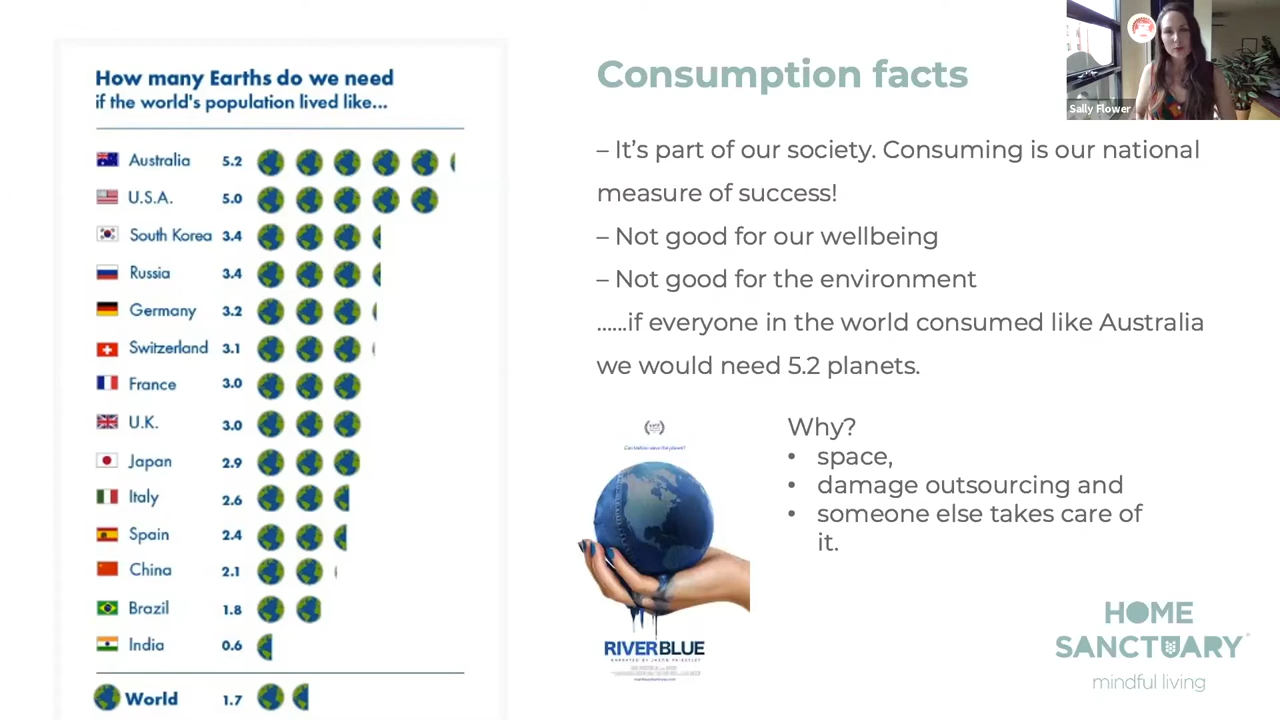 How many Earths do we need
if the world's population lived like...
Australia 5.2
U.S.A. 5.0
South Korea 3.4
Russia 3.4
Germany 3.2
Switzerland 3.1
France 3.0
U.K. 3.0
Japan 2.9
Italy 2.6
Spain 2.4
China 2.1
Brazil 1.8
India 0.6
World 1.7
Consumption facts
– It’s part of our society. Consuming is our national
measure of success!
– Not good for our wellbeing
– Not good for the environment
......if everyone in the world consumed like Australia
we would need 5.2 planets.
Why?
• space,
• damage outsourcing and
• someone else takes care of
it.
RIVERBLUE
NARRATED BY JASON PRIESTLEY
HOME
SANCTUARY
mindful living
Sally Flower